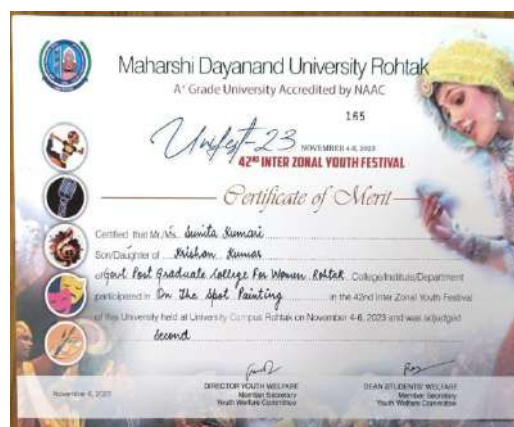 Maharshi Dayanand University Rohtak
A+ Grade University Accredited by NAAC
165
Unifest-23
NOVEMBER 4-6, 2023
42ND INTER ZONAL YOUTH FESTIVAL
Certificate of Merit
Certified that Mr./Ms. Sunita Kumari
Son/Daughter of Krishan Kumar
of Govt Post Graduate College For Women Rohtak College/Institute/Department
participated in On The Spot Painting in the 42nd Inter Zonal Youth Festival
of this University held at University Campus Rohtak on November 4-6, 2023 and was adjudged
Second
November 6, 2023
DIRECTOR YOUTH WELFARE
Member Secretary
Youth Welfare Committee
DEAN STUDENTS' WELFARE
Member Secretary
Youth Welfare Committee